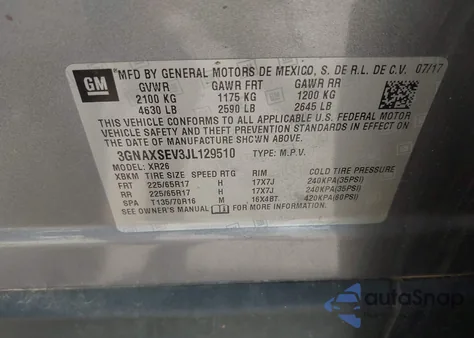 GM
MFD BY GENERAL MOTORS DE MEXICO, S. DE R.L. DE C.V. 07/17
GVWR GAWR FRT GAWR RR
2100 KG 1175 KG 1200 KG
4630 LB 2590 LB 2645 LB
THIS VEHICLE CONFORMS TO ALL APPLICABLE
U.S. FEDERAL MOTOR
VEHICLE SAFETY, BUMPER, AND THEFT
PREVENTION STANDARDS IN EFFECT ON
THE DATE OF MANUFACTURE SHOWN ABOVE.
3GNAXSEV3JL129510 TYPE: M.P.V.
MODEL: XR26
XBKM TIRE SIZE SPEED RTG RIM COLD TIRE PRESSURE
FRT 225/65R17 H 17X7J 240KPA(35PSI)
RR 225/65R17 H 17X7J 240KPA(35PSI)
SPA T135/70R16 M 16X4BT 420KPA(60PSI)
SEE OWNER'S MANUAL FOR MORE INFORMATION
autoSnap